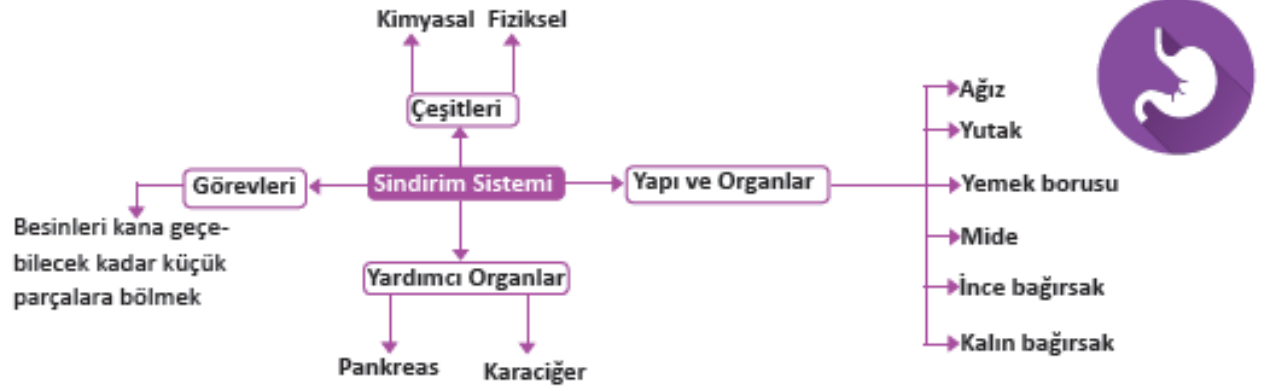 Kimyasal Fiziksel
Çeşitleri
Görevleri
Sindirim Sistemi
Yapı ve Organlar
Besinleri kana geçe-
bilecek kadar küçük
parçalara bölmek
Yardımcı Organlar
Pankreas
Karaciğer
Ağız
Yutak
Yemek borusu
Mide
İnce bağırsak
Kalın bağırsak